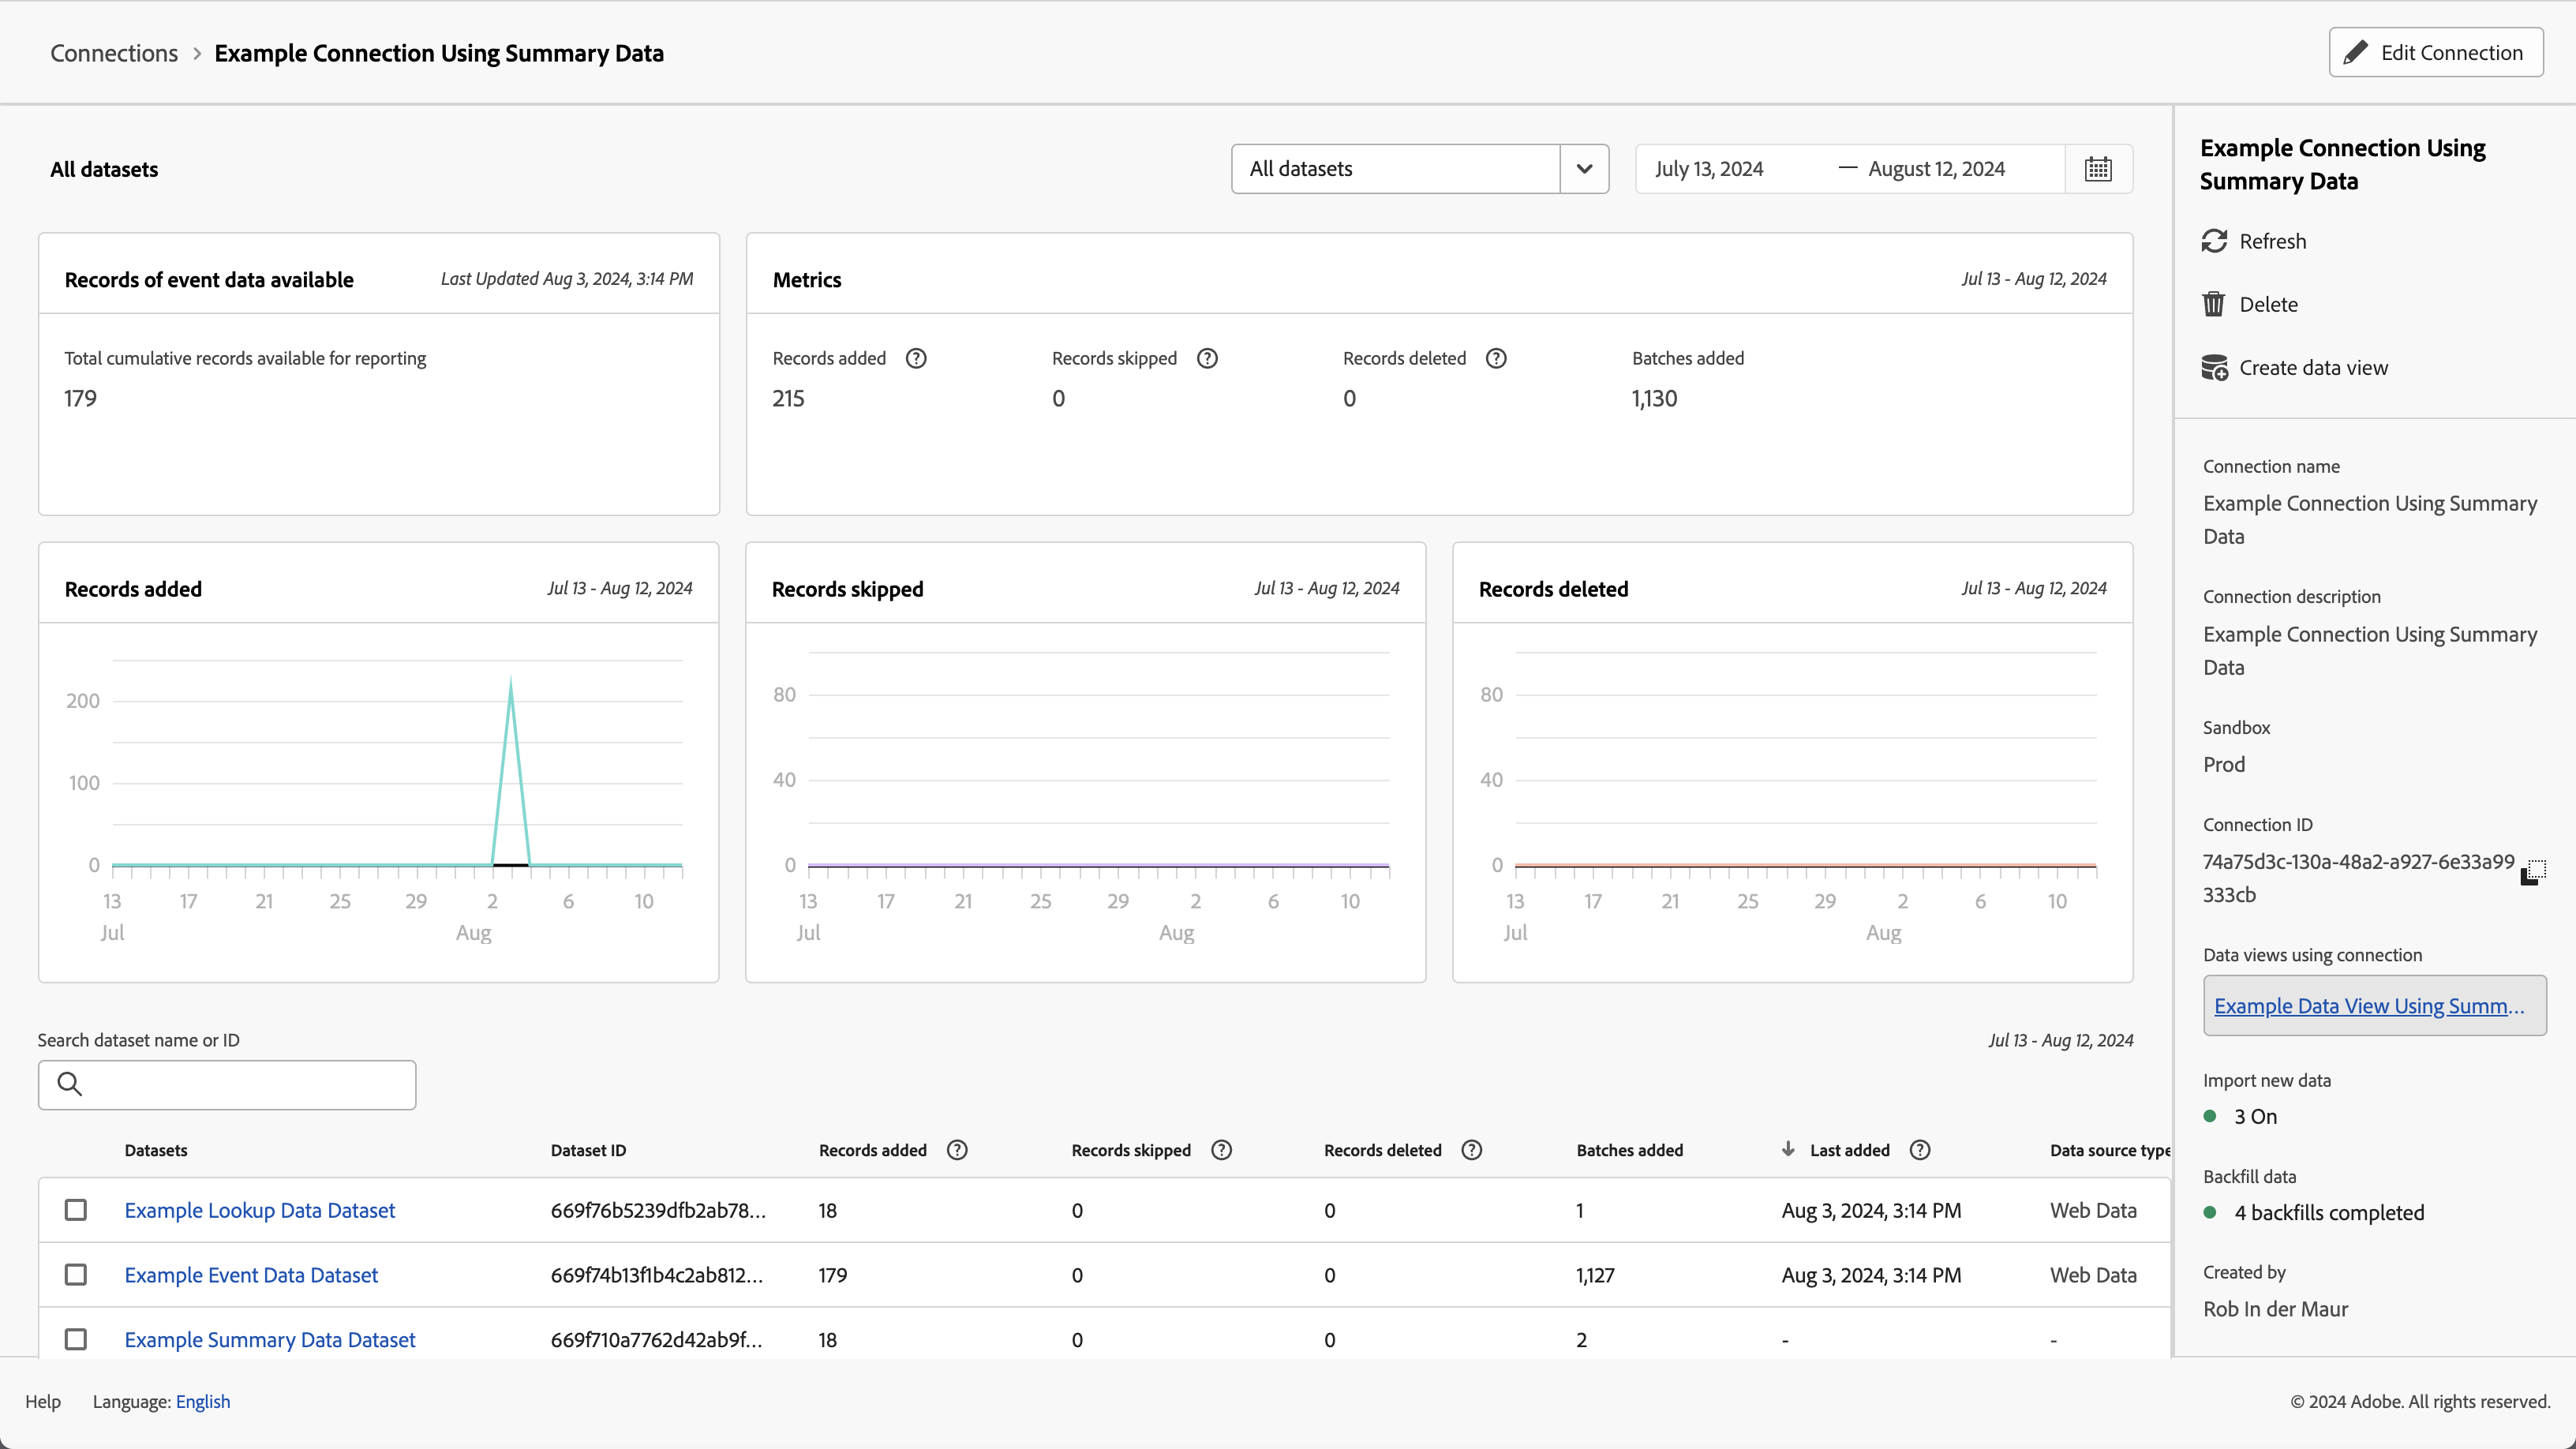 Connections > Example Connection Using Summary Data
Edit Connection
All datasets
All datasets
July 13, 2024 — August 12, 2024
Records of event data available
Last Updated Aug 3, 2024, 3:14 PM
Total cumulative records available for reporting
179
Metrics
Jul 13 - Aug 12, 2024
Records added
Records skipped
Records deleted
Batches added
215
0
0
1,130
Records added
Jul 13 - Aug 12, 2024
200
100
0
13 17 21 25 29 2 6 10
Jul Aug
Records skipped
Jul 13 - Aug 12, 2024
80
40
0
13 17 21 25 29 2 6 10
Jul Aug
Records deleted
Jul 13 - Aug 12, 2024
80
40
0
13 17 21 25 29 2 6 10
Jul Aug
Search dataset name or ID
Jul 13 - Aug 12, 2024
Datasets Dataset ID Records added Records skipped Records deleted Batches added Last added Data source type
Example Lookup Data Dataset 669f76b5239dfb2ab78... 18 0 0 1 Aug 3, 2024, 3:14 PM Web Data
Example Event Data Dataset 669f74b13f1b4c2ab812... 179 0 0 1,127 Aug 3, 2024, 3:14 PM Web Data
Example Summary Data Dataset 669f710a7762d42ab9f... 18 0 0 2 - -
Example Connection Using
Summary Data
Refresh
Delete
Create data view
Connection name
Example Connection Using Summary
Data
Connection description
Example Connection Using Summary
Data
Sandbox
Prod
Connection ID
74a75d3c-130a-48a2-a927-6e33a99
333cb
Data views using connection
Example Data View Using Summ...
Import new data
3 On
Backfill data
4 backfills completed
Created by
Rob In der Maur
Help
Language: English
© 2024 Adobe. All rights reserved.